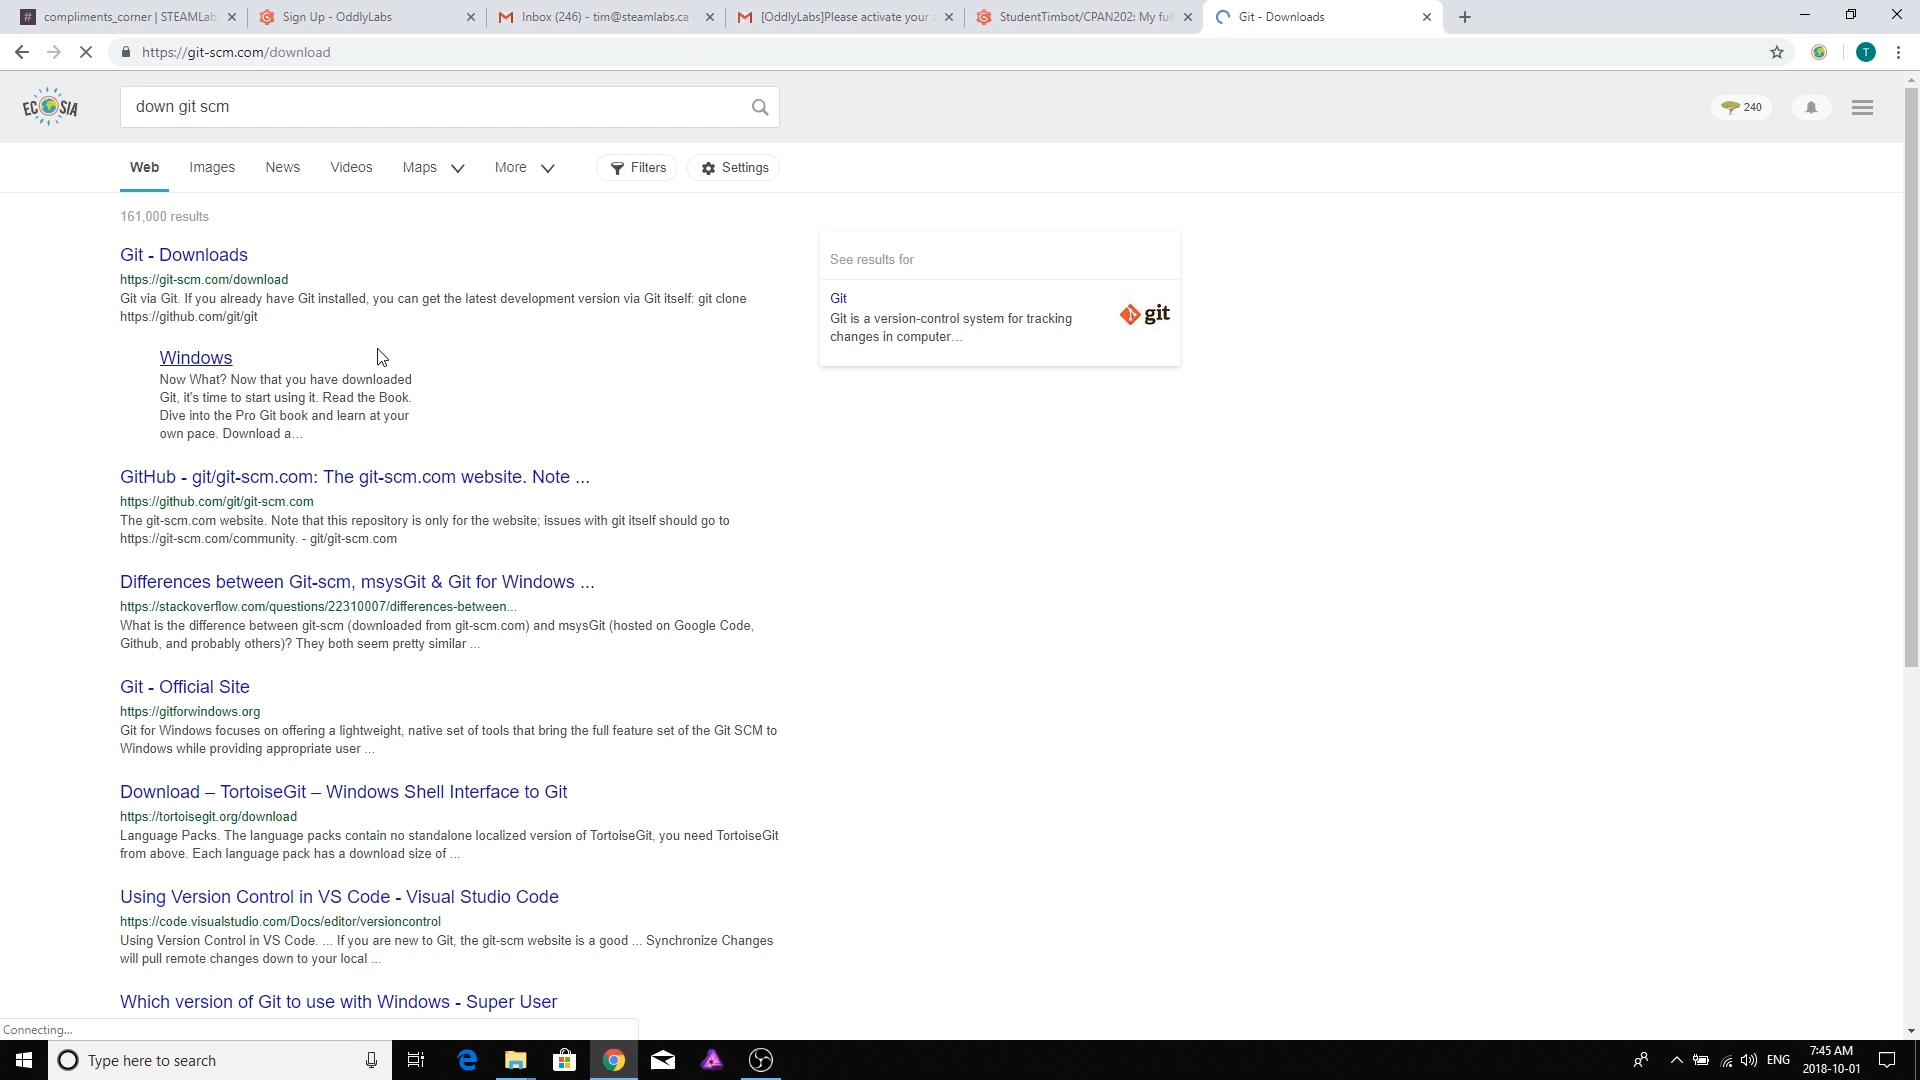 compliments_corner | STEAMLab
Sign Up - OddlyLabs
Inbox (246) - tim@steamlabs.ca -
[OddlyLabs]Please activate your a
StudentTimbot/CPAN202: My full
Git - Downloads
https://git-scm.com/download
T
ECOSIA
down git scm
240
Web
Images
News
Videos
Maps
More
Filters
Settings
161,000 results
Git - Downloads
https://git-scm.com/download
Git via Git. If you already have Git installed, you can get the latest development version via Git itself: git clone
https://github.com/git/git
Windows
Now What? Now that you have downloaded
Git, it's time to start using it. Read the Book.
Dive into the Pro Git book and learn at your
own pace. Download a...
See results for
Git
Git is a version-control system for tracking
changes in computer...
git
GitHub - git/git-scm.com: The git-scm.com website. Note ...
https://github.com/git/git-scm.com
The git-scm.com website. Note that this repository is only for the website; issues with git itself should go to
https://git-scm.com/community. - git/git-scm.com
Differences between Git-scm, msysGit & Git for Windows ...
https://stackoverflow.com/questions/22310007/differences-between...
What is the difference between git-scm (downloaded from git-scm.com) and msysGit (hosted on Google Code,
Github, and probably others)? They both seem pretty similar ...
Git - Official Site
https://gitforwindows.org
Git for Windows focuses on offering a lightweight, native set of tools that bring the full feature set of the Git SCM to
Windows while providing appropriate user ...
Download – TortoiseGit – Windows Shell Interface to Git
https://tortoisegit.org/download
Language Packs. The language packs contain no standalone localized version of TortoiseGit, you need TortoiseGit
from above. Each language pack has a download size of ...
Using Version Control in VS Code - Visual Studio Code
https://code.visualstudio.com/Docs/editor/versioncontrol
Using Version Control in VS Code. ... If you are new to Git, the git-scm website is a good ... Synchronize Changes
will pull remote changes down to your local ...
Which version of Git to use with Windows - Super User
Connecting...
Type here to search
ENG
7:45 AM
2018-10-01